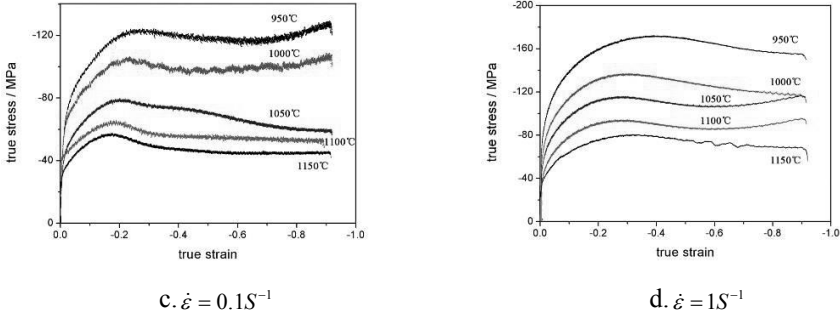 -120
-80
-40
0
true stress / MPa
950℃
1000℃
1050℃
1100℃
1150℃
0.0 -0.2 -0.4 -0.6 -0.8 -1.0
true strain
c. ε̇ = 0.1S⁻¹
-200
-160
-120
-80
-40
0
true stress / MPa
950℃
1000℃
1050℃
1100℃
1150℃
0.0 -0.2 -0.4 -0.6 -0.8 -1.0
true strain
d. ε̇ = 1S⁻¹